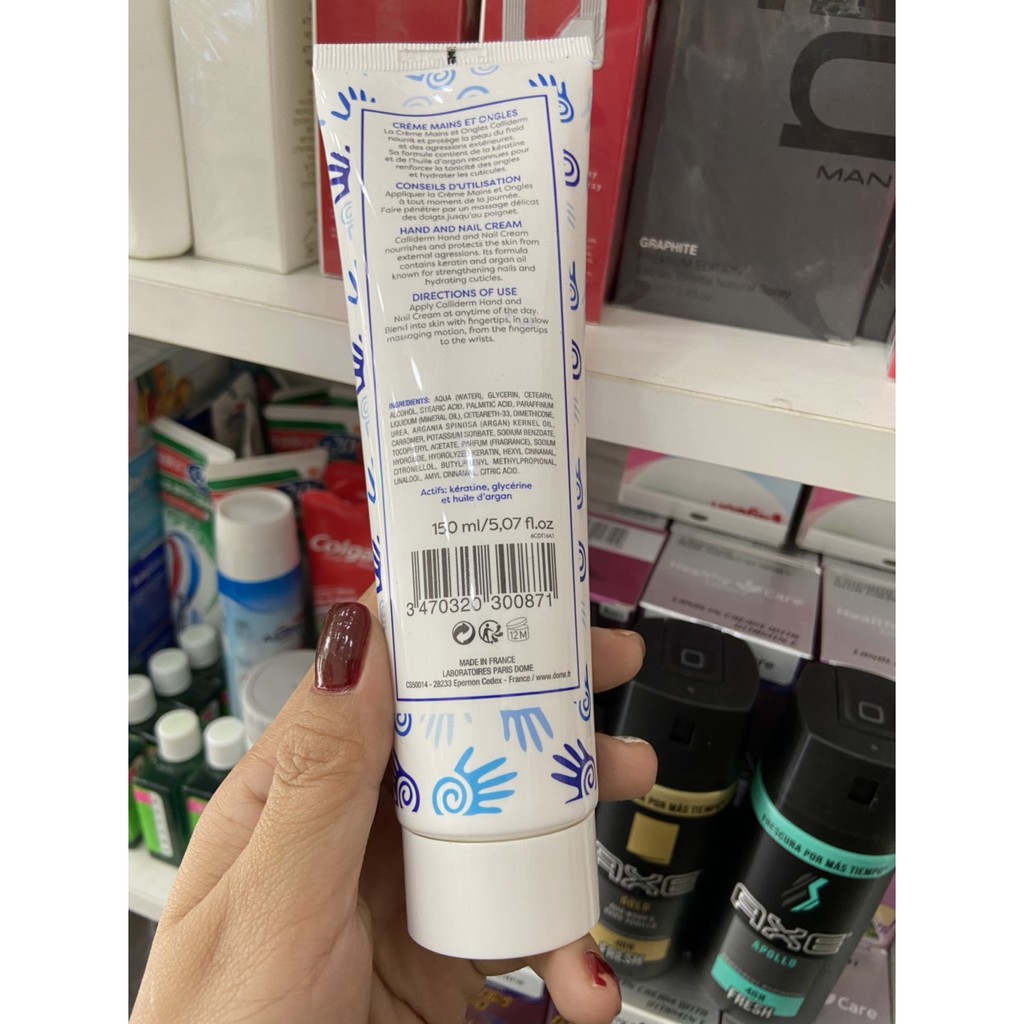 CRÈME MAINS ET ONGLES
La Crème Mains et Ongles Calliderm
nourrit et protège la peau du froid
et des agressions extérieures.
Sa formule contient de la kératine
et de l'huile d'argan reconnues pour
renforcer la tonicité des ongles
et hydrater les cuticules.
CONSEILS D'UTILISATION
Appliquer la Crème Mains et Ongles
à tout moment de la journée.
Faire pénétrer par un massage délicat,
des doigts jusqu'au poignet.
HAND AND NAIL CREAM
Calliderm Hand and Nail Cream
nourishes and protects the skin from
external agressions. Its formula
contains keratin and argan oil
known for strengthening nails and
hydrating cuticles.
DIRECTIONS OF USE
Apply Calliderm Hand and
Nail Cream at anytime of the day.
Blend into skin with fingertips, in a slow
massaging motion, from the fingertips
to the wrists.
INGREDIENTS: AQUA (WATER), GLYCERIN, CETEARYL
ALCOHOL, STEARIC ACID, PALMITIC ACID, PARAFFINUM
LIQUIDUM (MINERAL OIL), CETEARETH-33, DIMETHICONE,
UREA, ARGANIA SPINOSA (ARGAN) KERNEL OIL,
CARBOMER, POTASSIUM SORBATE, SODIUM BENZOATE,
TOCOPHERYL ACETATE, PARFUM (FRAGRANCE), SODIUM
HYDROXIDE, HYDROLYZED KERATIN, HEXYL CINNAMAL,
CITRONELLOL, BUTYLPHENYL METHYLPROPIONAL,
LINALOOL, AMYL CINNAMAL, CITRIC ACID.
Actifs: kératine, glycérine
et huile d'argan
150 ml/5,07 fl.oz
6CDT16A1
3 470320 300871
12M
MADE IN FRANCE
LABORATOIRES PARIS DOME
CS50014 - 28233 Epernon Cedex - France / www.dome.fr
MAN
GRAPHITE
Natural Spray
Colga
Healthy Care
POR MÁS TIEMPO
AXE
GOLD
FRESH
FRESCURA POR MÁS TIEMPO
AXE
APOLLO
48H
FRESH
Care